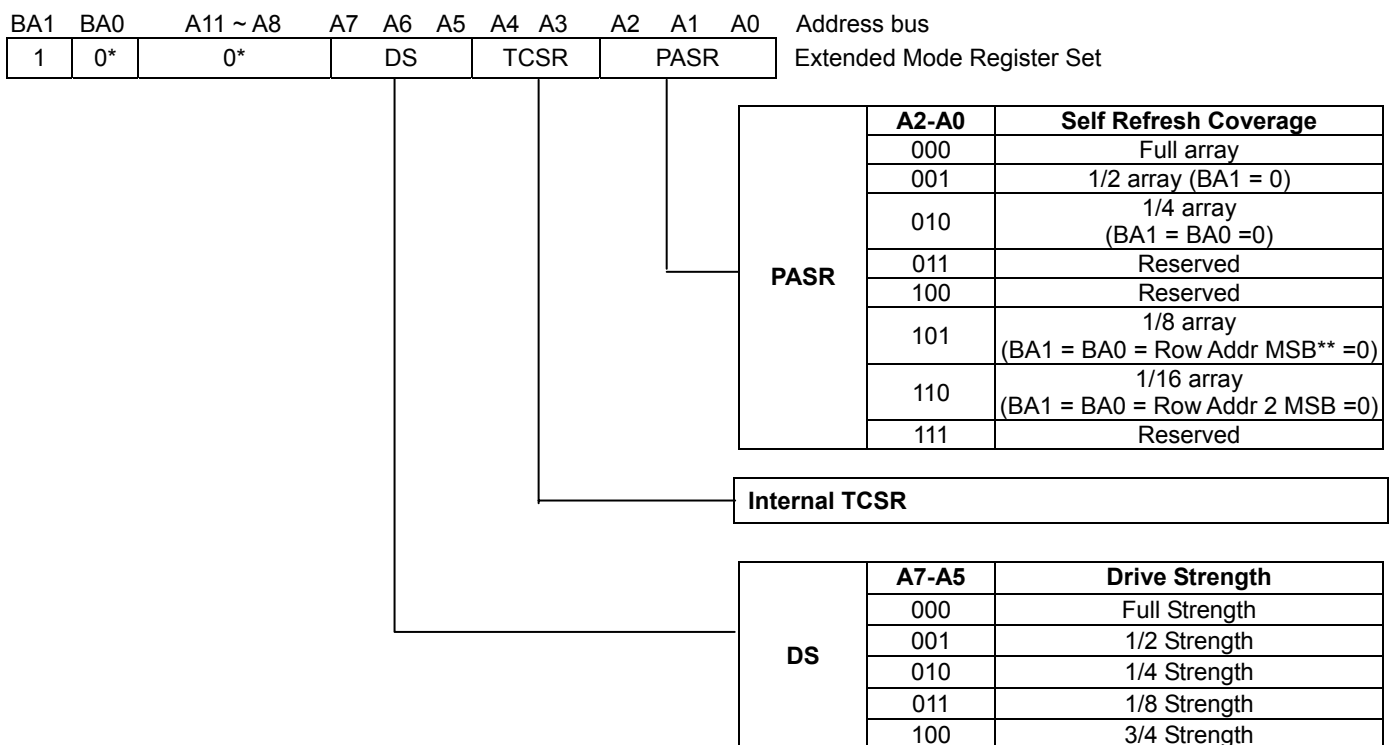 BA1 BA0 A11 ~ A8 A7 A6 A5 A4 A3 A2 A1 A0 Address bus
1 0* 0* DS TCSR PASR Extended Mode Register Set
PASR
A2-A0 Self Refresh Coverage
000 Full array
001 1/2 array (BA1 = 0)
010 1/4 array
(BA1 = BA0 =0)
011 Reserved
100 Reserved
101 1/8 array
(BA1 = BA0 = Row Addr MSB** =0)
110 1/16 array
(BA1 = BA0 = Row Addr 2 MSB =0)
111 Reserved
Internal TCSR
DS
A7-A5 Drive Strength
000 Full Strength
001 1/2 Strength
010 1/4 Strength
011 1/8 Strength
100 3/4 Strength